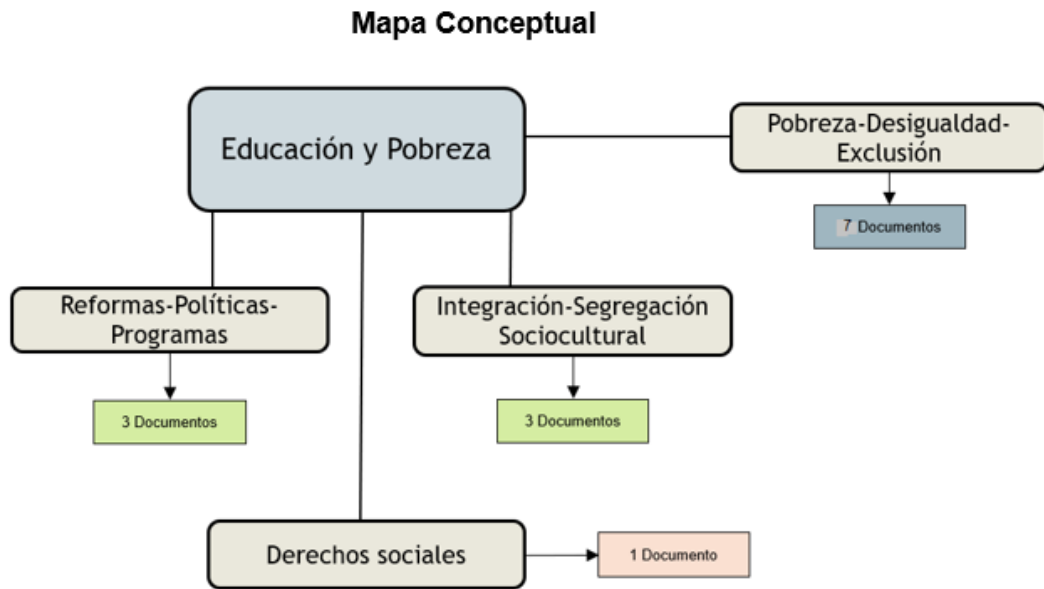 Mapa Conceptual
Educación y Pobreza
Pobreza-Desigualdad-
Exclusión
7 Documentos
Reformas-Políticas-
Programas
3 Documentos
Integración-Segregación
Sociocultural
3 Documentos
Derechos sociales
1 Documento